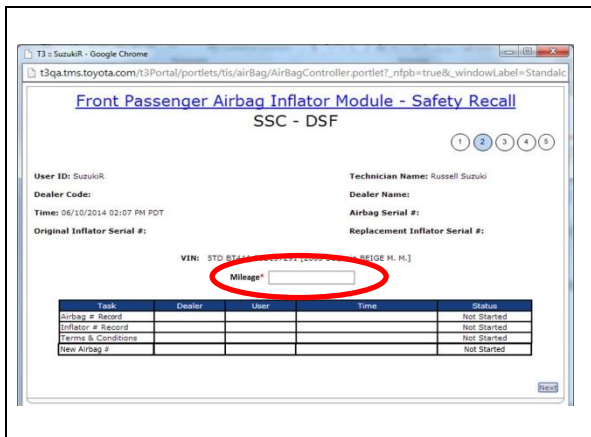 T3 :: SuzukiR - Google Chrome
t3qa.tms.toyota.com/t3Portal/portlets/tis/airBag/AirBagController.portlet?_nfpb=true&_windowLabel=Standalc
Front Passenger Airbag Inflator Module - Safety Recall
SSC - DSF
1 2 3 4 5
User ID: SuzukiR Technician Name: Russell Suzuki
Dealer Code: Dealer Name:
Time: 06/10/2014 02:07 PM PDT Airbag Serial #:
Original Inflator Serial #: Replacement Inflator Serial #:
VIN: BEIGE M. M.]
Mileage*
Task Dealer User Time Status
Airbag # Record Not Started
Inflator # Record Not Started
Terms & Conditions Not Started
New Airbag # Not Started
Next